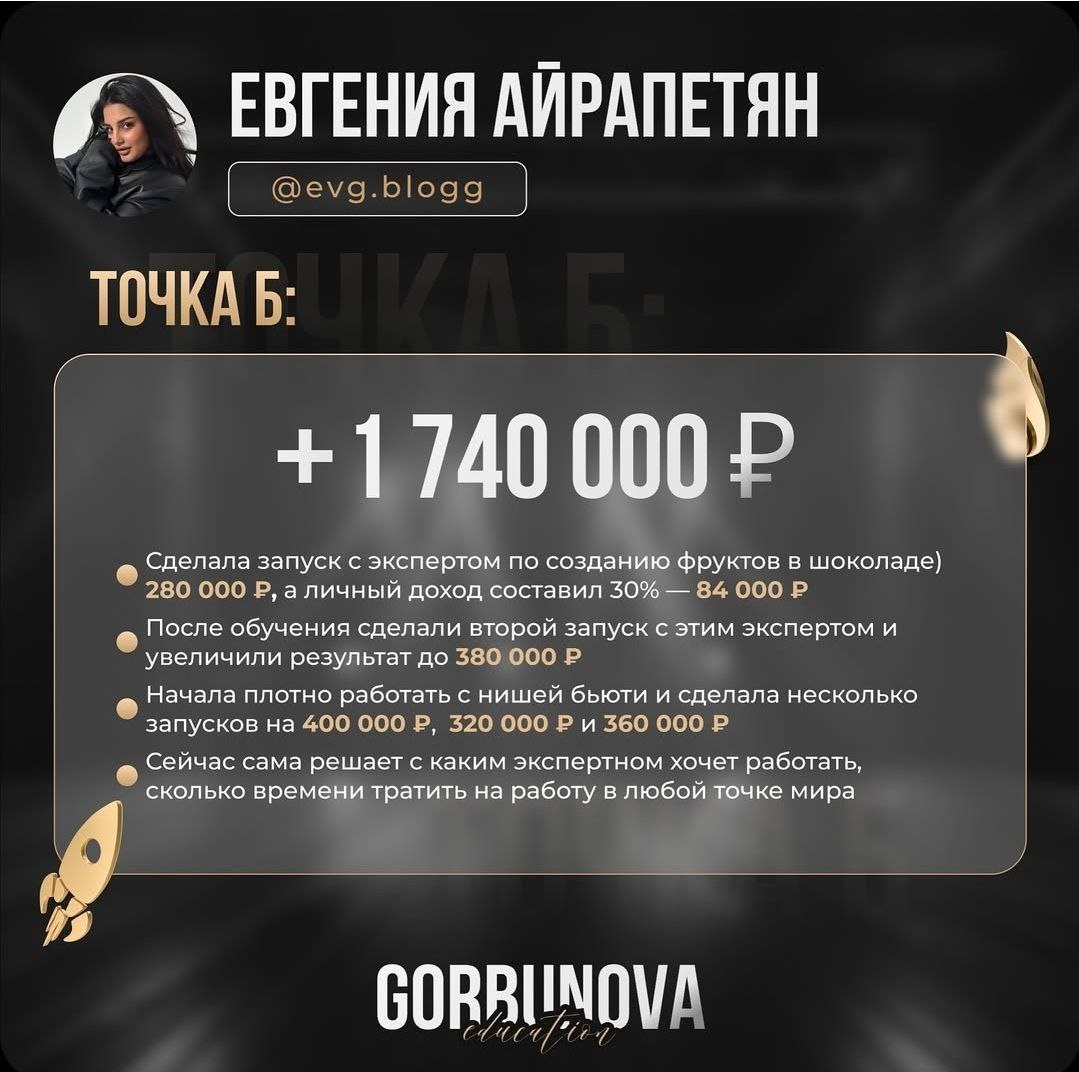 ЕВГЕНИЯ АЙРАПЕТЯН
@evg.blogg
ТОЧКА Б:
+ 1 740 000 ₽
Сделала запуск с экспертом по созданию фруктов в шоколаде)
280 000 ₽, а личный доход составил 30% — 84 000 ₽
После обучения сделали второй запуск с этим экспертом и
увеличили результат до 380 000 ₽
Начала плотно работать с нишей бьюти и сделала несколько
запусков на 400 000 ₽, 320 000 ₽ и 360 000 ₽
Сейчас сама решает с каким экспертном хочет работать,
сколько времени тратить на работу в любой точке мира
GORBUNOVA
education